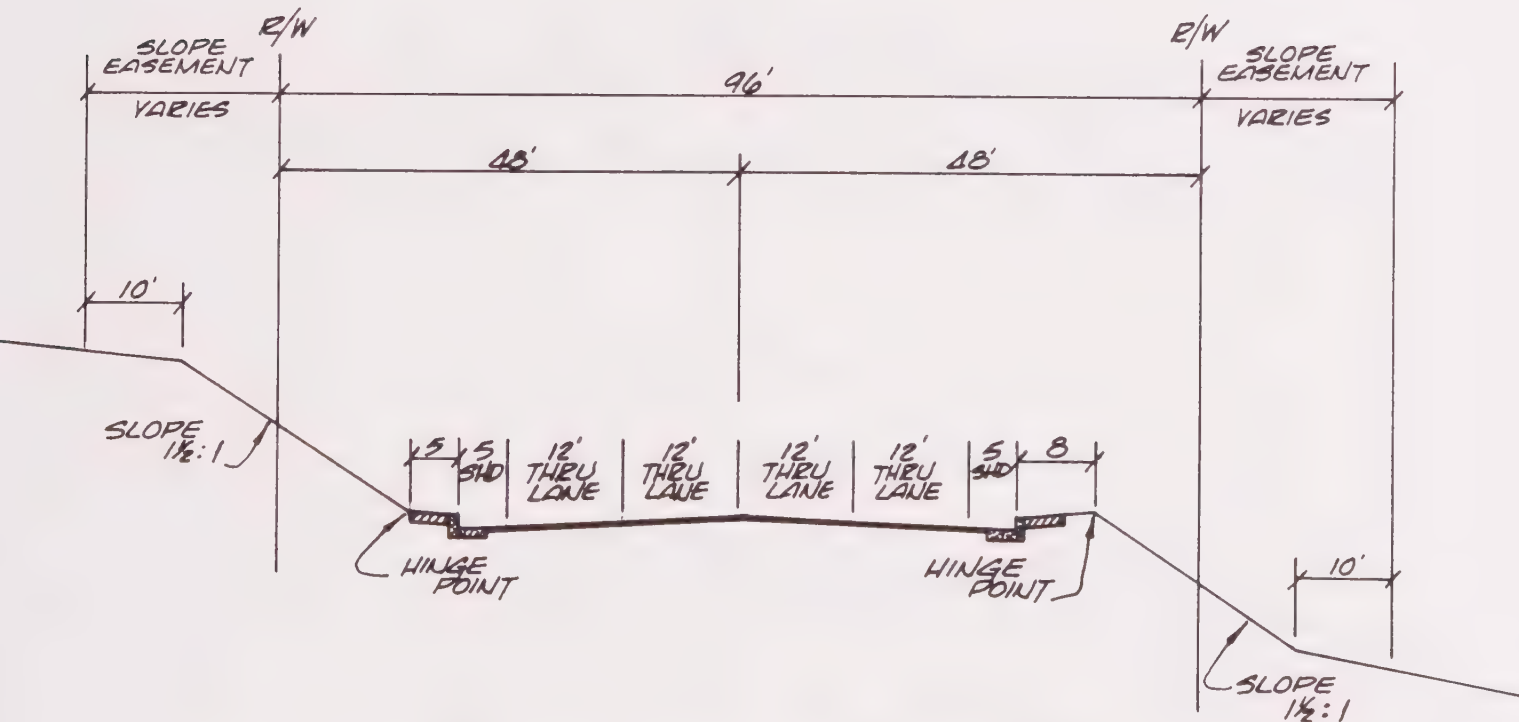 R/W
R/W
SLOPE
EASEMENT
VARIES
96'
SLOPE
EASEMENT
VARIES
48'
48'
10'
SLOPE
1½:1
5
5
SHD
12'
THRU
LANE
12'
THRU
LANE
12'
THRU
LANE
12'
THRU
LANE
5
SHD
8
HINGE
POINT
HINGE
POINT
10'
SLOPE
1½:1